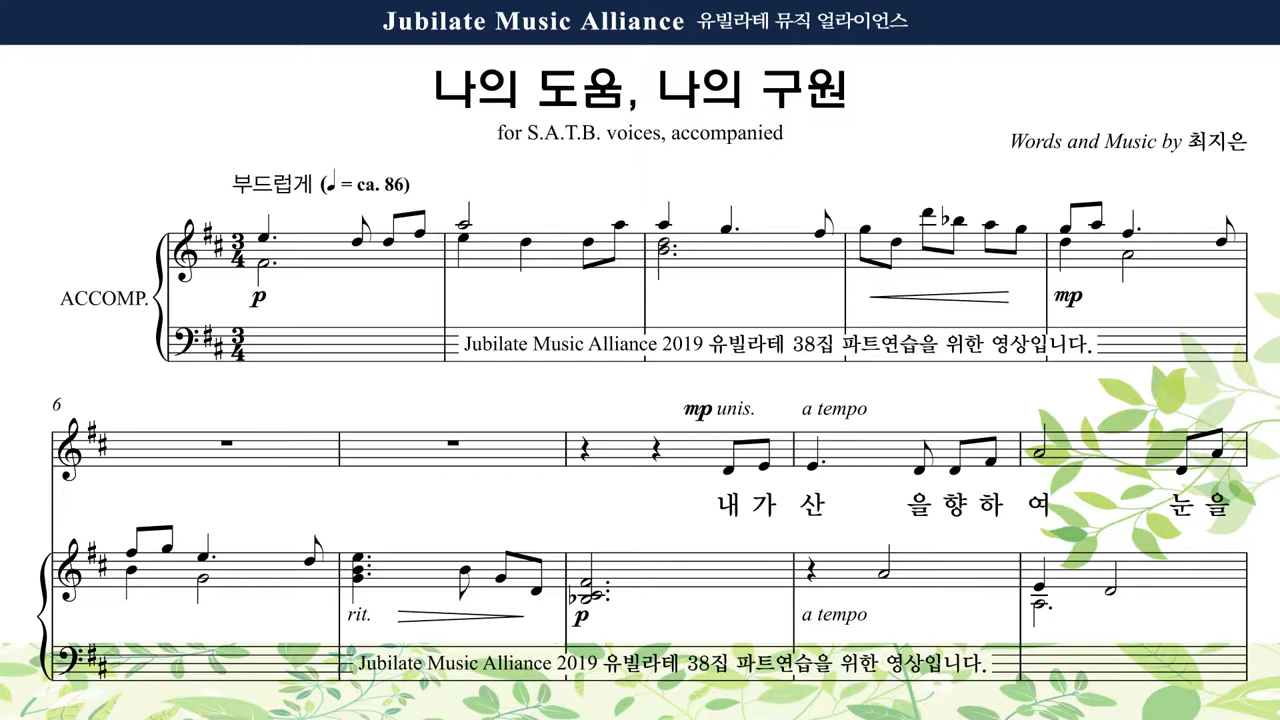 Jubilate Music Alliance 유빌라테 뮤직 얼라이언스
나의 도움, 나의 구원
for S.A.T.B. voices, accompanied
Words and Music by 최지은
부드럽게 (♩ = ca. 86)
3 4
p
mp
ACCOMP.
3 4
Jubilate Music Alliance 2019 유빌라테 38집 파트연습을 위한 영상입니다.
6
mp unis. a tempo
내 가 산 을 향 하 여 눈 을
rit. p a tempo
Jubilate Music Alliance 2019 유빌라테 38집 파트연습을 위한 영상입니다.